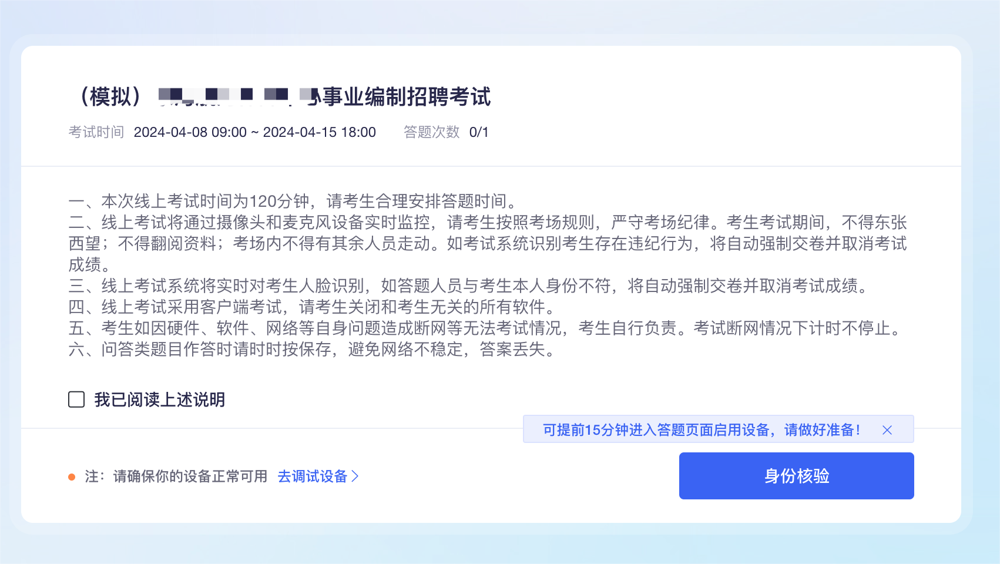 （模拟）事业编制招聘考试
考试时间 2024-04-08 09:00 ~ 2024-04-15 18:00 答题次数 0/1
一、本次线上考试时间为120分钟，请考生合理安排答题时间。
二、线上考试将通过摄像头和麦克风设备实时监控，请考生按照考场规则，严守考场纪律。考生考试期间，不得东张
西望；不得翻阅资料；考场内不得有其余人员走动。如考试系统识别考生存在违纪行为，将自动强制交卷并取消考试
成绩。
三、线上考试系统将实时对考生人脸识别，如答题人员与考生本人身份不符，将自动强制交卷并取消考试成绩。
四、线上考试采用客户端考试，请考生关闭和考生无关的所有软件。
五、考生如因硬件、软件、网络等自身问题造成断网等无法考试情况，考生自行负责。考试断网情况下计时不停止。
六、问答类题目作答时请时时按保存，避免网络不稳定，答案丢失。
我已阅读上述说明
可提前15分钟进入答题页面启用设备，请做好准备！
注：请确保你的设备正常可用 去调试设备
身份核验